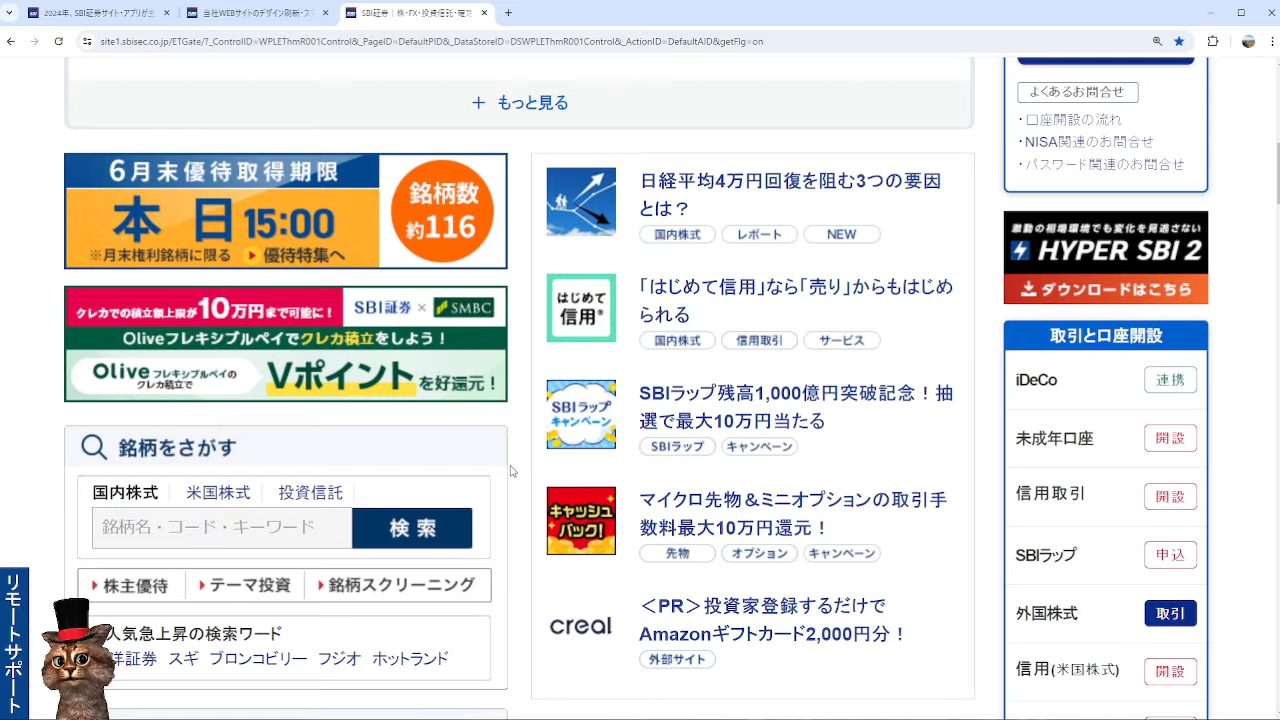 2024年、SBI証券サイト・アプリが全
当社WEBサイトのデザイン刷新・ス
SBI証券｜株・FX・投資信託・確定
site1.sbisec.co.jp/ETGate/?_ControlID=WPLEThmR001Control&_PageID=DefaultPID&_DataStoreID=DSWPLEThmR001Control&_ActionID=DefaultAID&getFlg=on
＋ もっと見る
6月末優待取得期限
本日15:00
※月末権利銘柄に限る
優待特集へ
銘柄数
約116
クレカでの積立額上限が10万円まで可能に！
SBI証券 × SMBC
Oliveフレキシブルペイでクレカ積立をしよう！
Oliveフレキシブルペイの
クレカ積立で
Vポイントを好還元！
銘柄をさがす
国内株式 米国株式 投資信託
銘柄名・コード・キーワード
検索
株主優待 テーマ投資 銘柄スクリーニング
人気急上昇の検索ワード
洋証券 スギ ブロンコビリー フジオ ホットランド
リモートサポート
日経平均4万円回復を阻む3つの要因
とは？
国内株式 レポート NEW
はじめて
信用®
「はじめて信用」なら「売り」からもはじめ
られる
国内株式 信用取引 サービス
SBIラップ
キャンペーン
SBIラップ残高1,000億円突破記念！抽
選で最大10万円当たる
SBIラップ キャンペーン
キャッシュ
バック!
マイクロ先物＆ミニオプションの取引手
数料最大10万円還元！
先物 オプション キャンペーン
creal
＜PR＞投資家登録するだけで
Amazonギフトカード2,000円分！
外部サイト
よくあるお問合せ
・口座開設の流れ
・NISA関連のお問合せ
・パスワード関連のお問合せ
激動の相場環境でも変化を見逃さない
HYPER SBI 2
ダウンロードはこちら
取引と口座開設
iDeCo 連携
未成年口座 開設
信用取引 開設
SBIラップ 申込
外国株式 取引
信用(米国株式) 開設